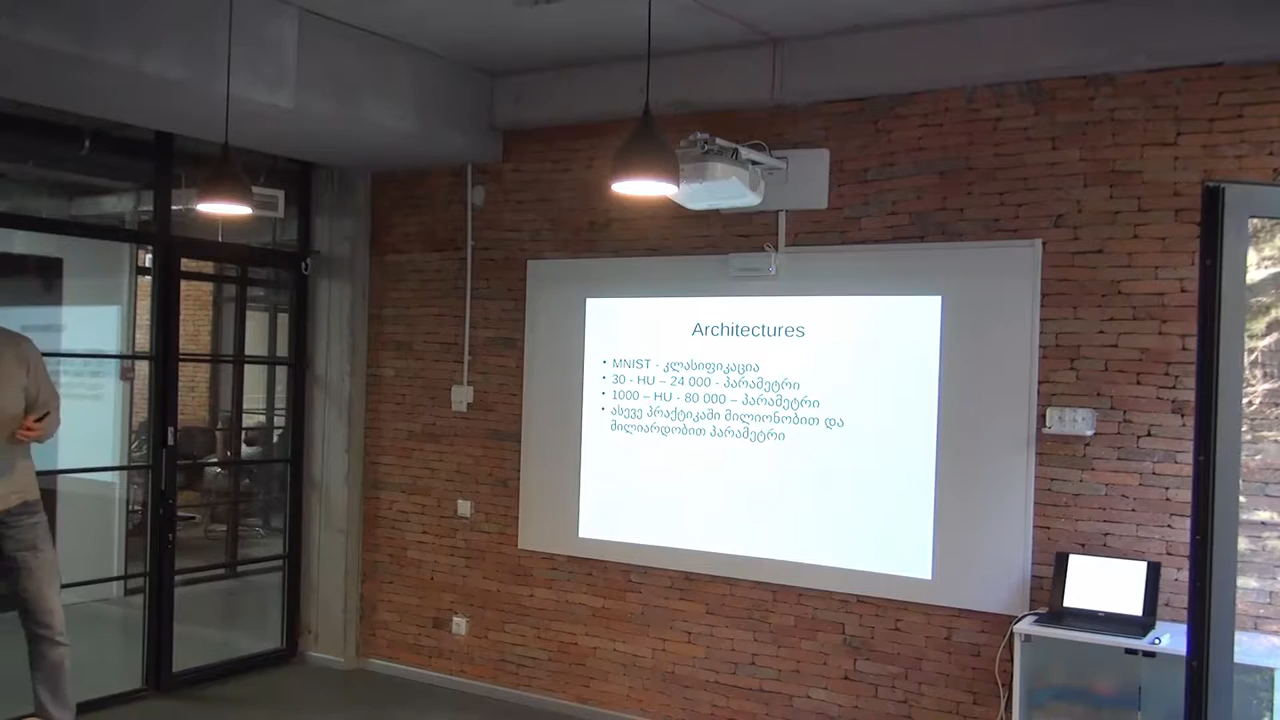 Architectures
• MNIST - კლასიფიკაცია
• 30 - HU – 24 000 - პარამეტრი
• 1000 – HU - 80 000 – პარამეტრი
• ასევე პრაქტიკაში მილიონობით და
მილიარდობით პარამეტრი